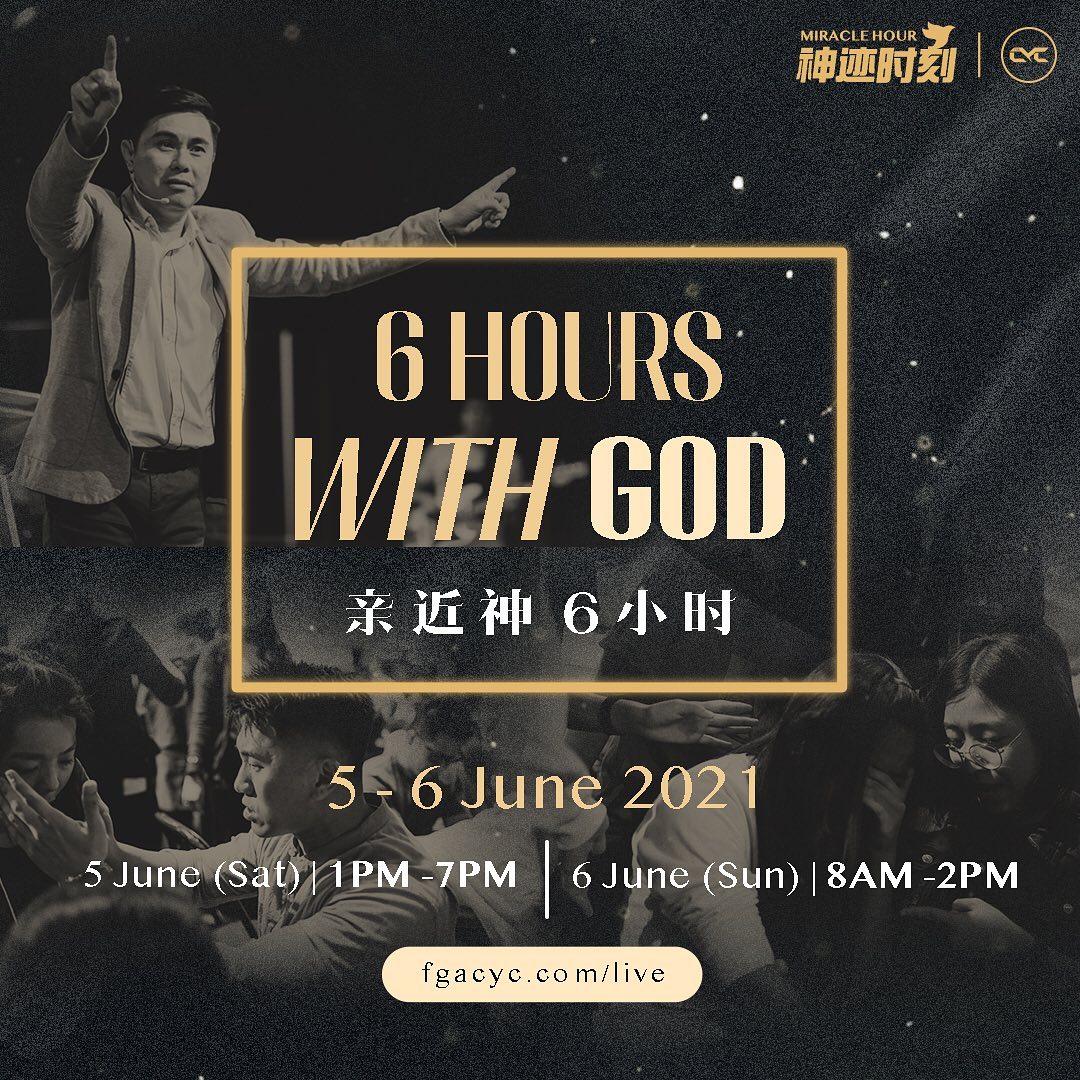 MIRACLE HOUR
神迹时刻
CYC
6 HOURS
WITH GOD
亲近神 6小时
5 - 6 June 2021
5 June (Sat) | 1PM -7PM
6 June (Sun) | 8AM -2PM
fgacyc.com/live